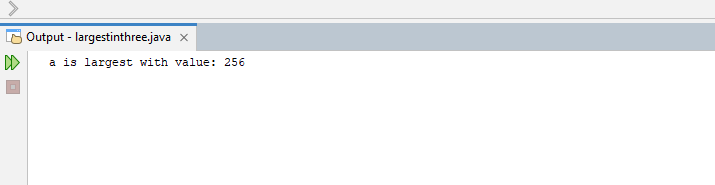 Output - largestinthree.java
a is largest with value: 256